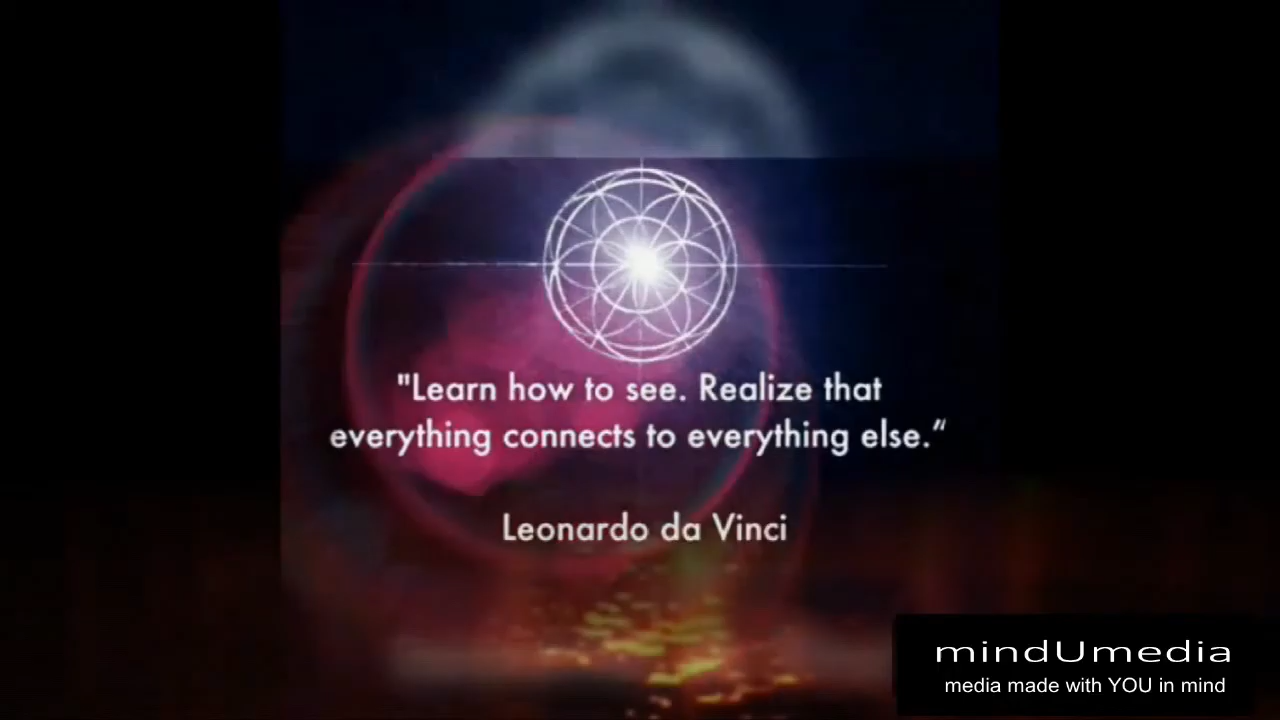 "Learn how to see. Realize that
everything connects to everything else.“
Leonardo da Vinci
mindUmedia
media made with YOU in mind